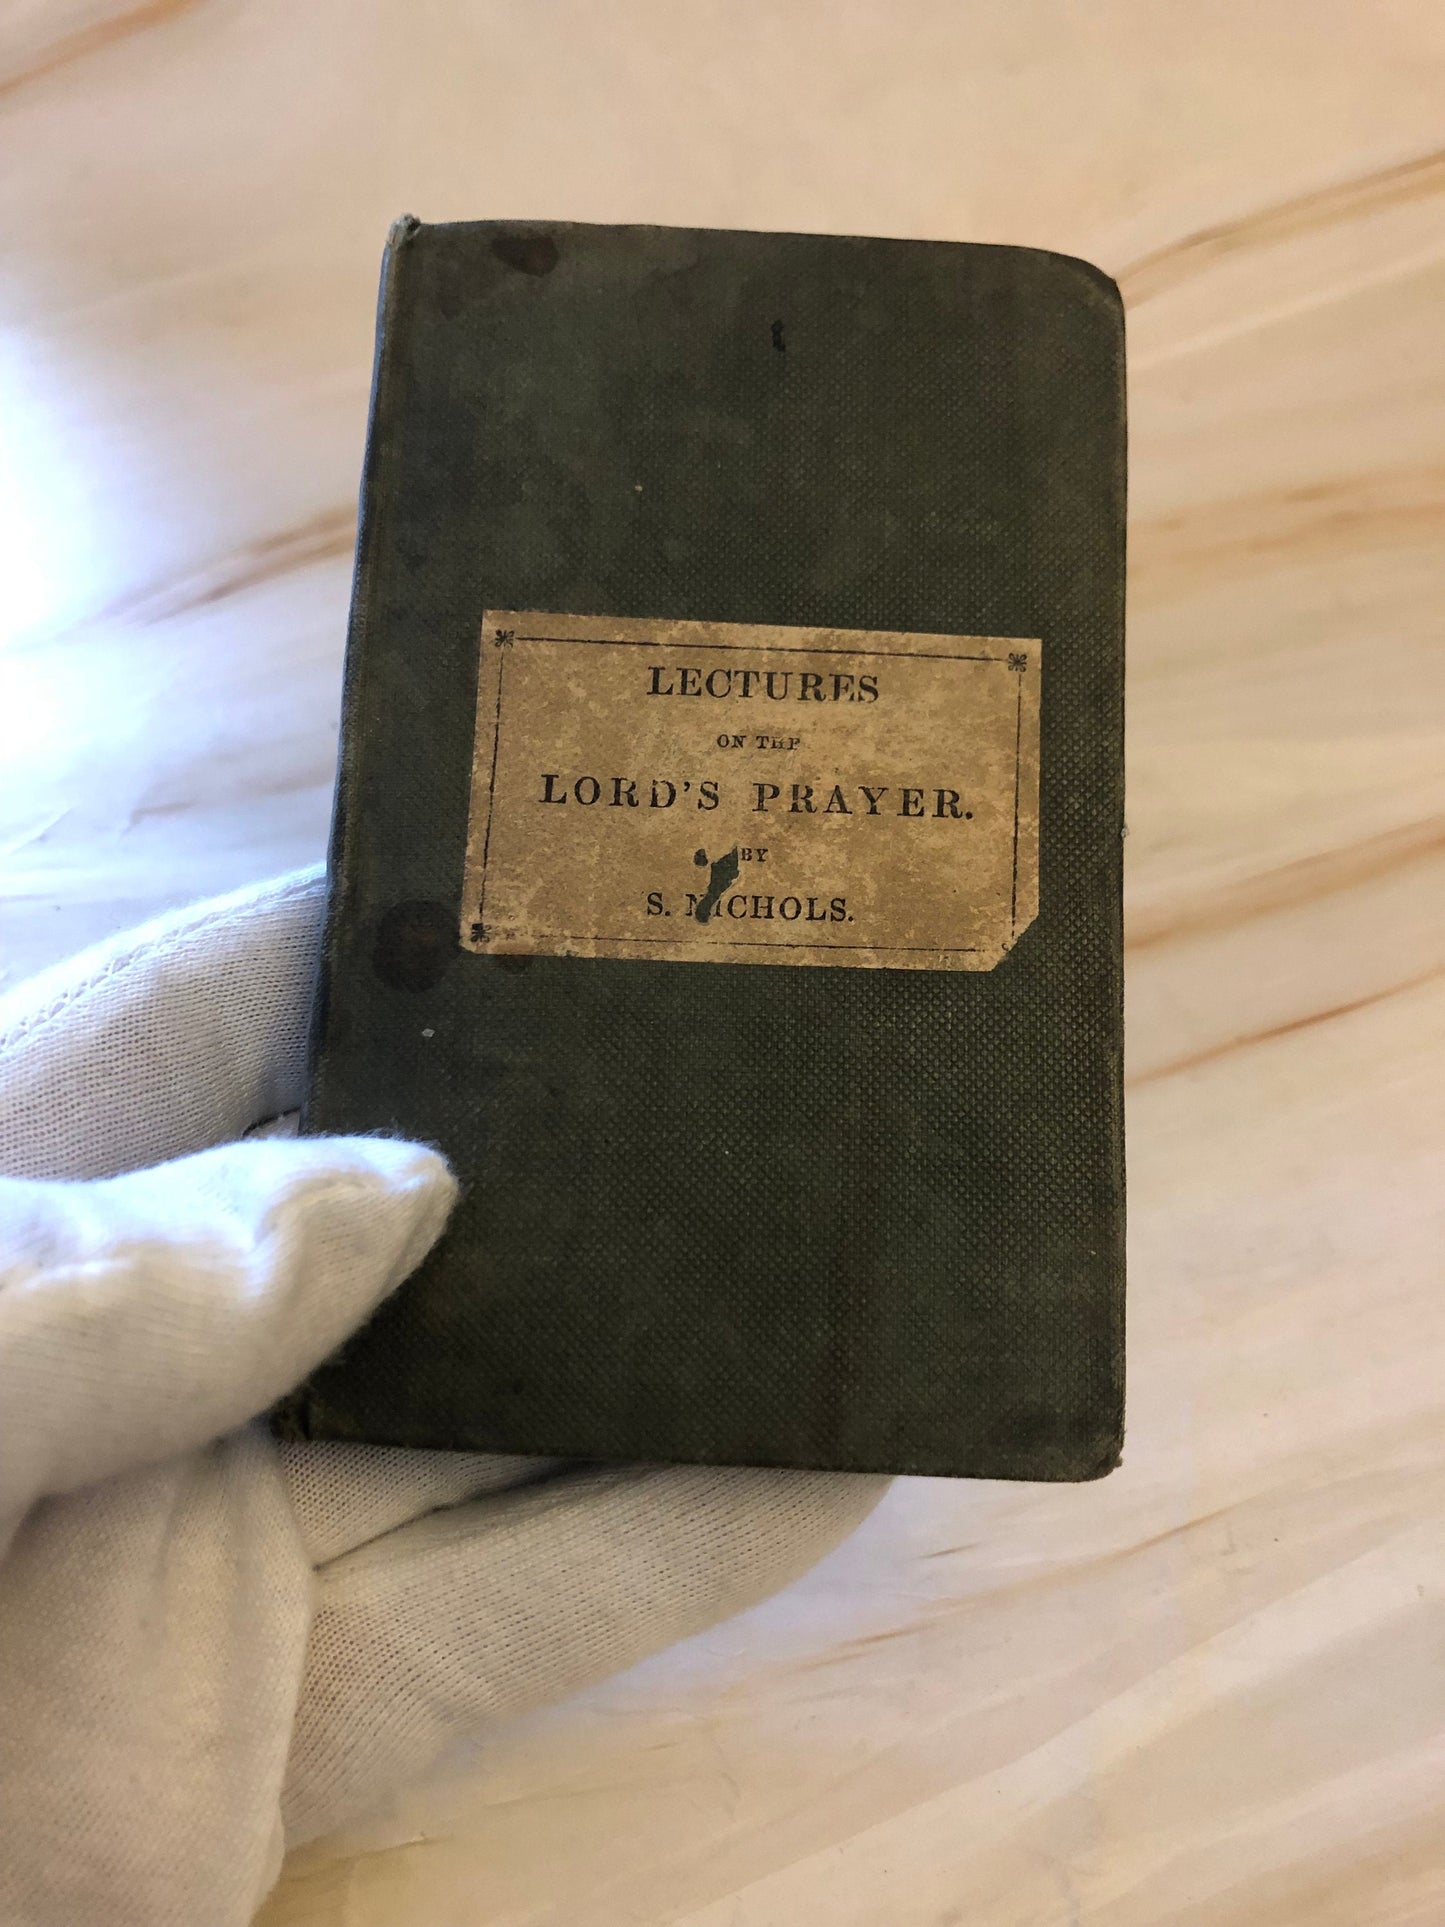 LECTURES
ON THE
LORD'S PRAYER.
BY
S. NICHOLS.